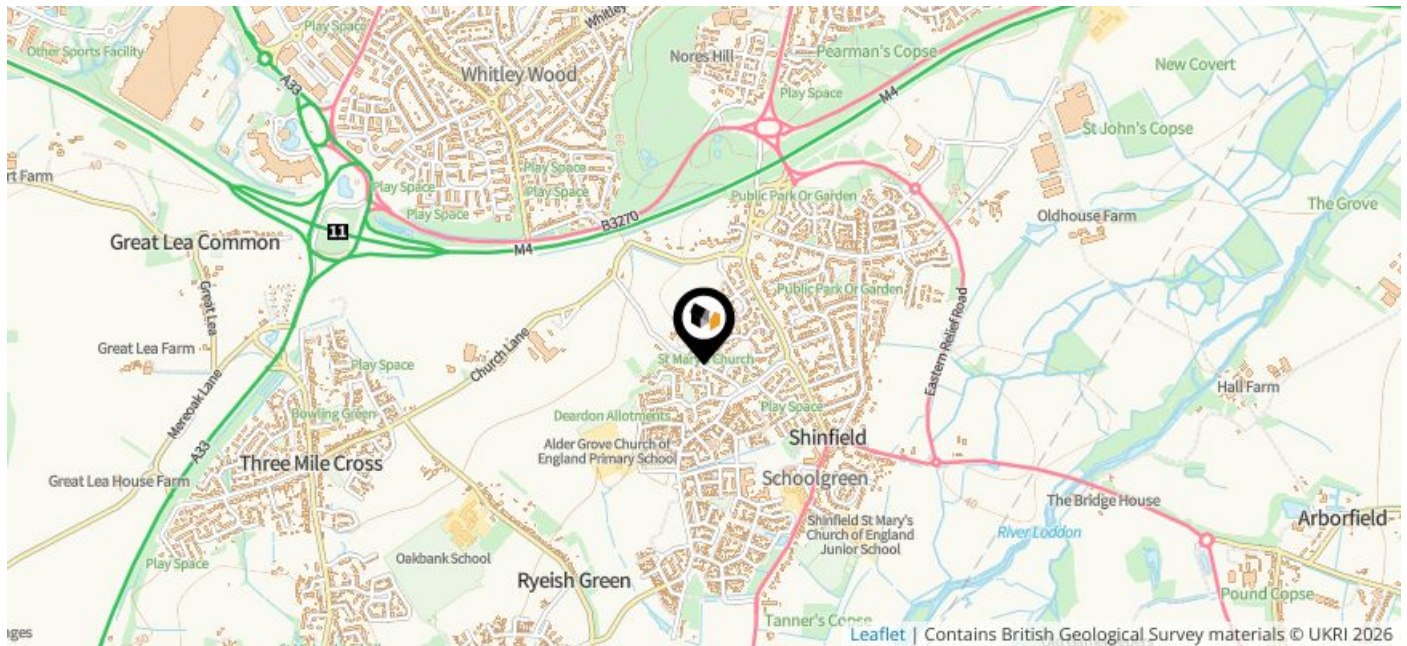 Play Space
Whitley
Other Sports Facility
A33
Whitley Wood
Nores Hill
Pearman's Copse
New Covert
Play Space
M4
St John's Copse
rt Farm
Play Space
Play Space
Play Space
Play Space
Public Park Or Garden
The Grove
B3270
Oldhouse Farm
Great Lea Common
11
M4
Great Lea
Public Park Or Garden
Eastern Relief Road
Great Lea Farm
Church Lane
St Mary's Church
Play Space
Hall Farm
Mereoak Lane
Bowling Green
Deardon Allotments
Play Space
A33
Alder Grove Church of
England Primary School
Shinfield
Three Mile Cross
Great Lea House Farm
Schoolgreen
The Bridge House
Arborfield
Shinfield St Mary's
Church of England
Junior School
River Loddon
Oakbank School
Play Space
Ryeish Green
Pound Copse
Tanner's Copse
nges
Leaflet | Contains British Geological Survey materials © UKRI 2026